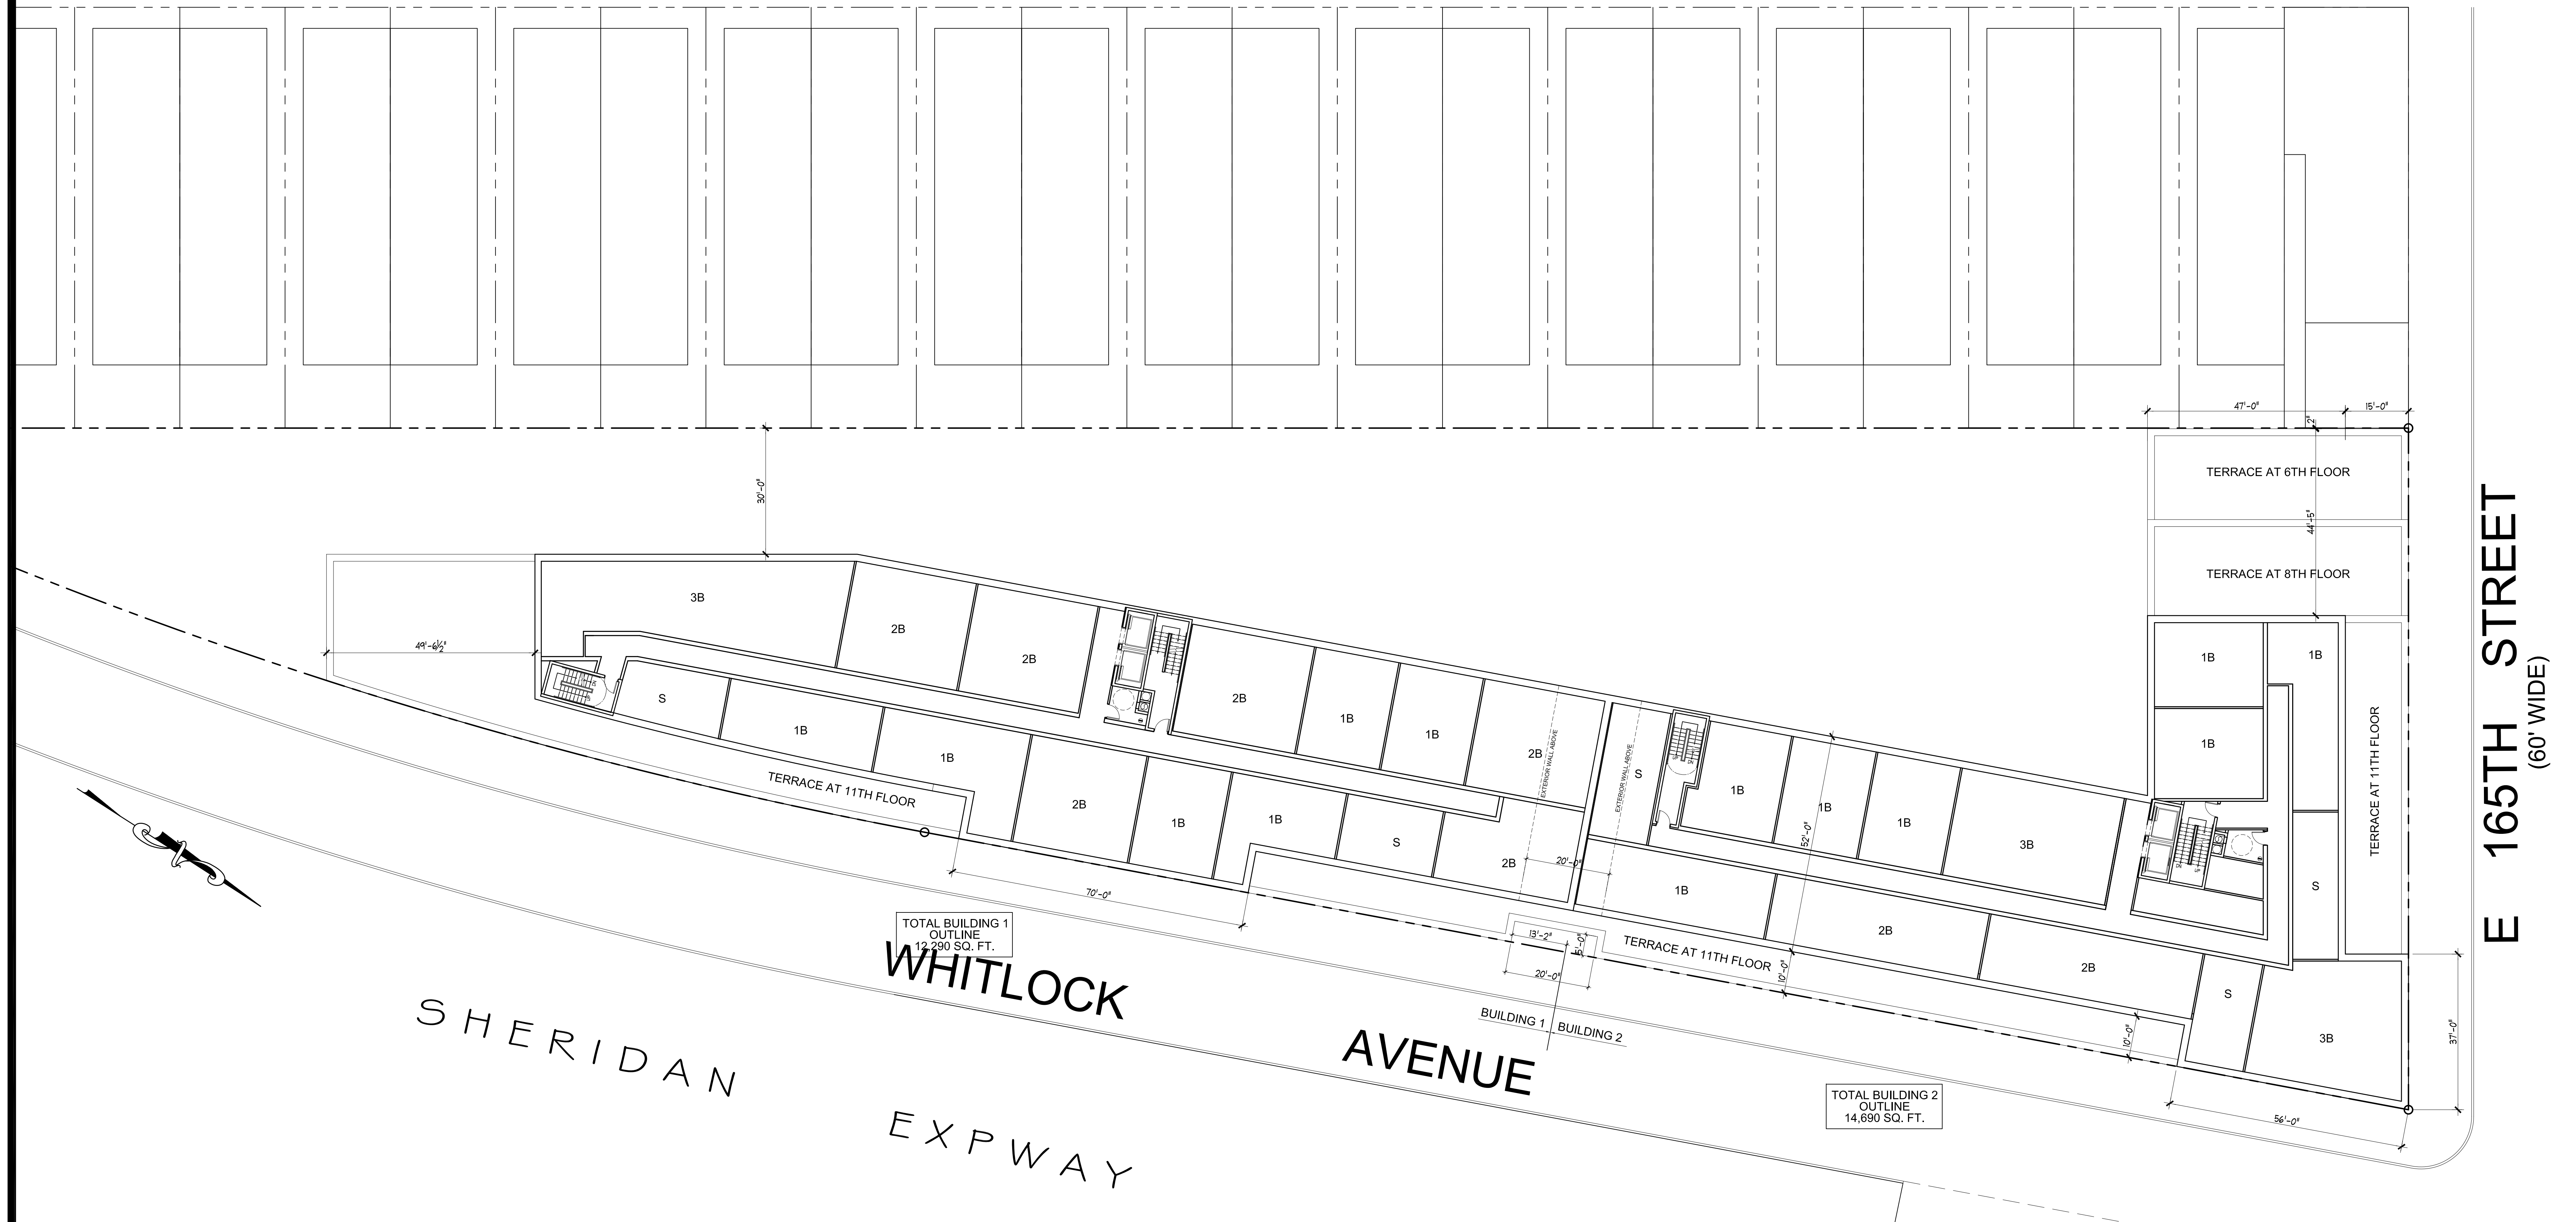 47'-0"
15'-0"
2"
TERRACE AT 6TH FLOOR
30'-0"
44'-5"
TERRACE AT 8TH FLOOR
3B
2B
2B
49'-6½"
S
1B
1B
TERRACE AT 11TH FLOOR
2B
1B
1B
2B
EXTERIOR WALL ABOVE
EXTERIOR WALL ABOVE
S
1B
1B
1B
3B
52'-0"
1B
1B
1B
TERRACE AT 11TH FLOOR
S
2B
1B
1B
S
2B
20'-0"
1B
2B
2B
S
3B
70'-0"
13'-2"
5'-0"
20'-0"
TERRACE AT 11TH FLOOR
10'-0"
10'-0"
37'-0"
56'-0"
BUILDING 1
BUILDING 2
TOTAL BUILDING 1
OUTLINE
12,290 SQ. FT.
TOTAL BUILDING 2
OUTLINE
14,690 SQ. FT.
WHITLOCK
AVENUE
SHERIDAN
EXPWAY
E 165TH STREET
(60' WIDE)